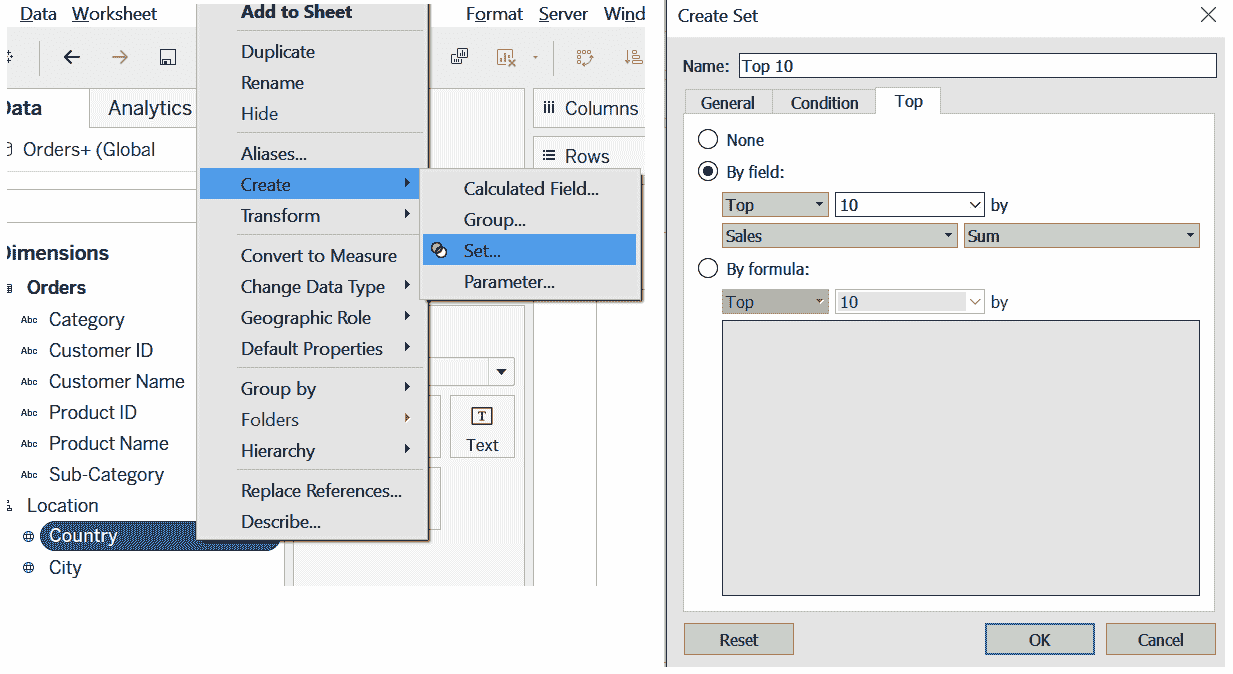 Data Worksheet
Data Analytics
Orders+ (Global
Dimensions
Orders
Abc Category
Abc Customer ID
Abc Customer Name
Abc Product ID
Abc Product Name
Abc Sub-Category
Location
Country
City
Add to Sheet
Duplicate
Rename
Hide
Aliases...
Create
Transform
Convert to Measure
Change Data Type
Geographic Role
Default Properties
Group by
Folders
Hierarchy
Replace References...
Describe...
Format Server Wind
Columns
Rows
Calculated Field...
Group...
Set...
Parameter...
T
Text
Create Set
Name: Top 10
General Condition Top
None
By field:
Top 10 by
Sales Sum
By formula:
Top 10 by
Reset OK Cancel